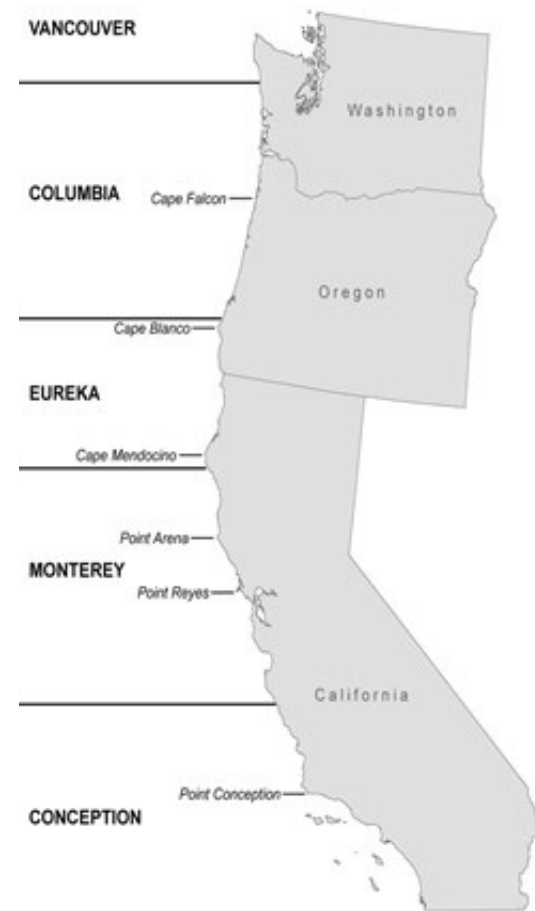 VANCOUVER
Washington
COLUMBIA
Cape Falcon
Oregon
Cape Blanco
EUREKA
Cape Mendocino
Point Arena
MONTEREY
Point Reyes
California
Point Conception
CONCEPTION